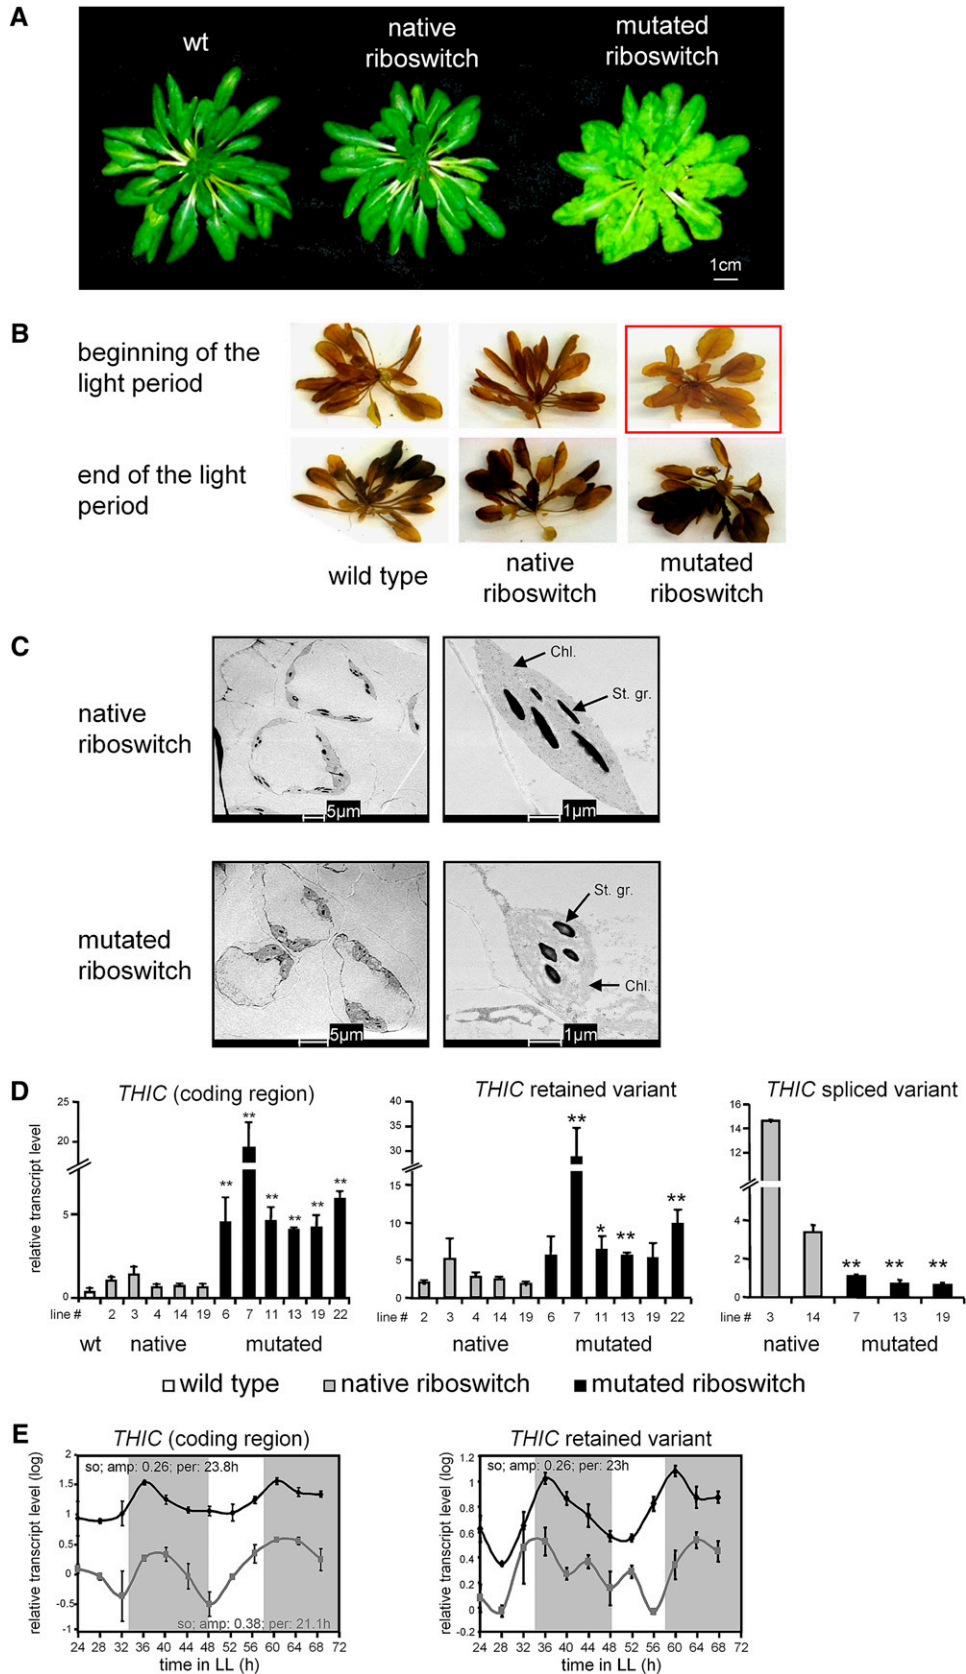 A
wt
native
riboswitch
mutated
riboswitch
1cm
B
beginning of the
light period
end of the light
period
wild type
native
riboswitch
mutated
riboswitch
C
native
riboswitch
5µm
Chl.
St. gr.
1µm
mutated
riboswitch
5µm
St. gr.
Chl.
1µm
D
THIC (coding region)
relative transcript level
25
20
5
0
**
**
**
**
**
**
line #
2
3
4
14
19
6
7
11
13
19
22
wt
native
mutated
THIC retained variant
40
35
30
25
15
10
5
0
**
*
**
**
line #
2
3
4
14
19
6
7
11
13
19
22
native
mutated
THIC spliced variant
16
14
4
2
0
**
**
**
line #
3
14
7
13
19
native
mutated
wild type
native riboswitch
mutated riboswitch
E
THIC (coding region)
relative transcript level (log)
2
1.5
1
0.5
0
-0.5
-1
so; amp: 0.26; per: 23.8h
so; amp: 0.38; per: 21.1h
24 28 32 36 40 44 48 52 56 60 64 68 72
time in LL (h)
THIC retained variant
relative transcript level (log)
1.2
1
0.8
0.6
0.4
0.2
0
-0.2
so; amp: 0.26; per: 23h
24 28 32 36 40 44 48 52 56 60 64 68 72
time in LL (h)